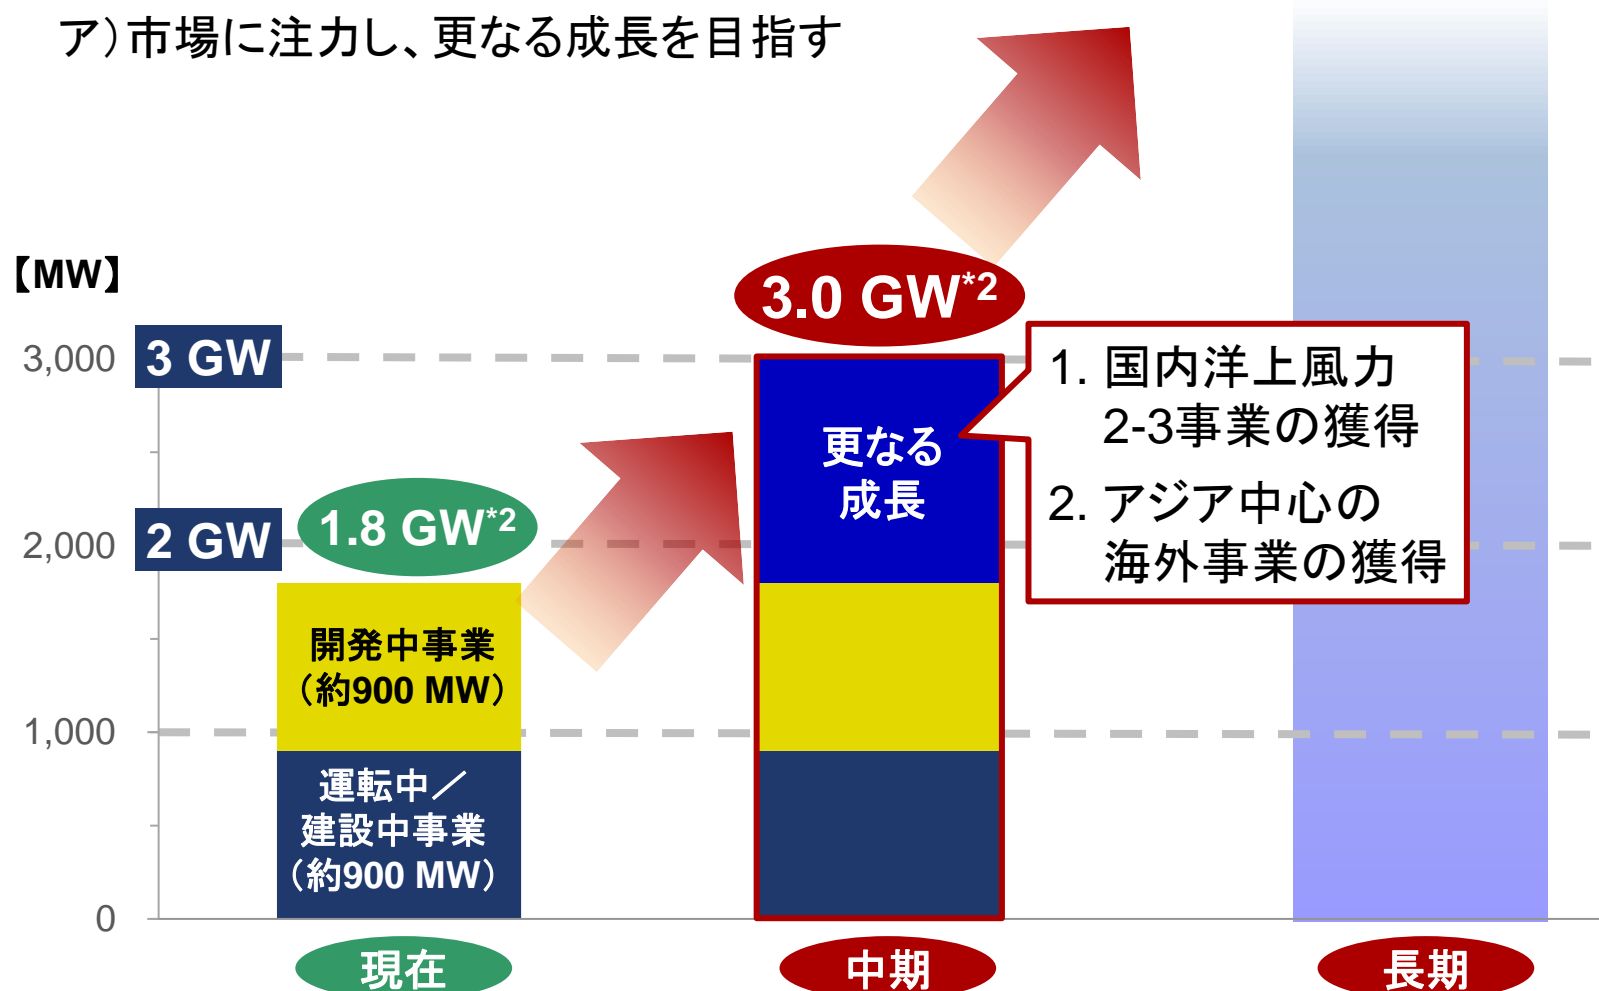 ア）市場に注力し、更なる成長を目指す
【MW】
3.0 GW*2
3,000
3 GW
1. 国内洋上風力
2-3事業の獲得
2. アジア中心の
海外事業の獲得
更なる
成長
2,000
2 GW
1.8 GW*2
開発中事業
（約900 MW）
1,000
運転中／
建設中事業
（約900 MW）
0
現在
中期
長期